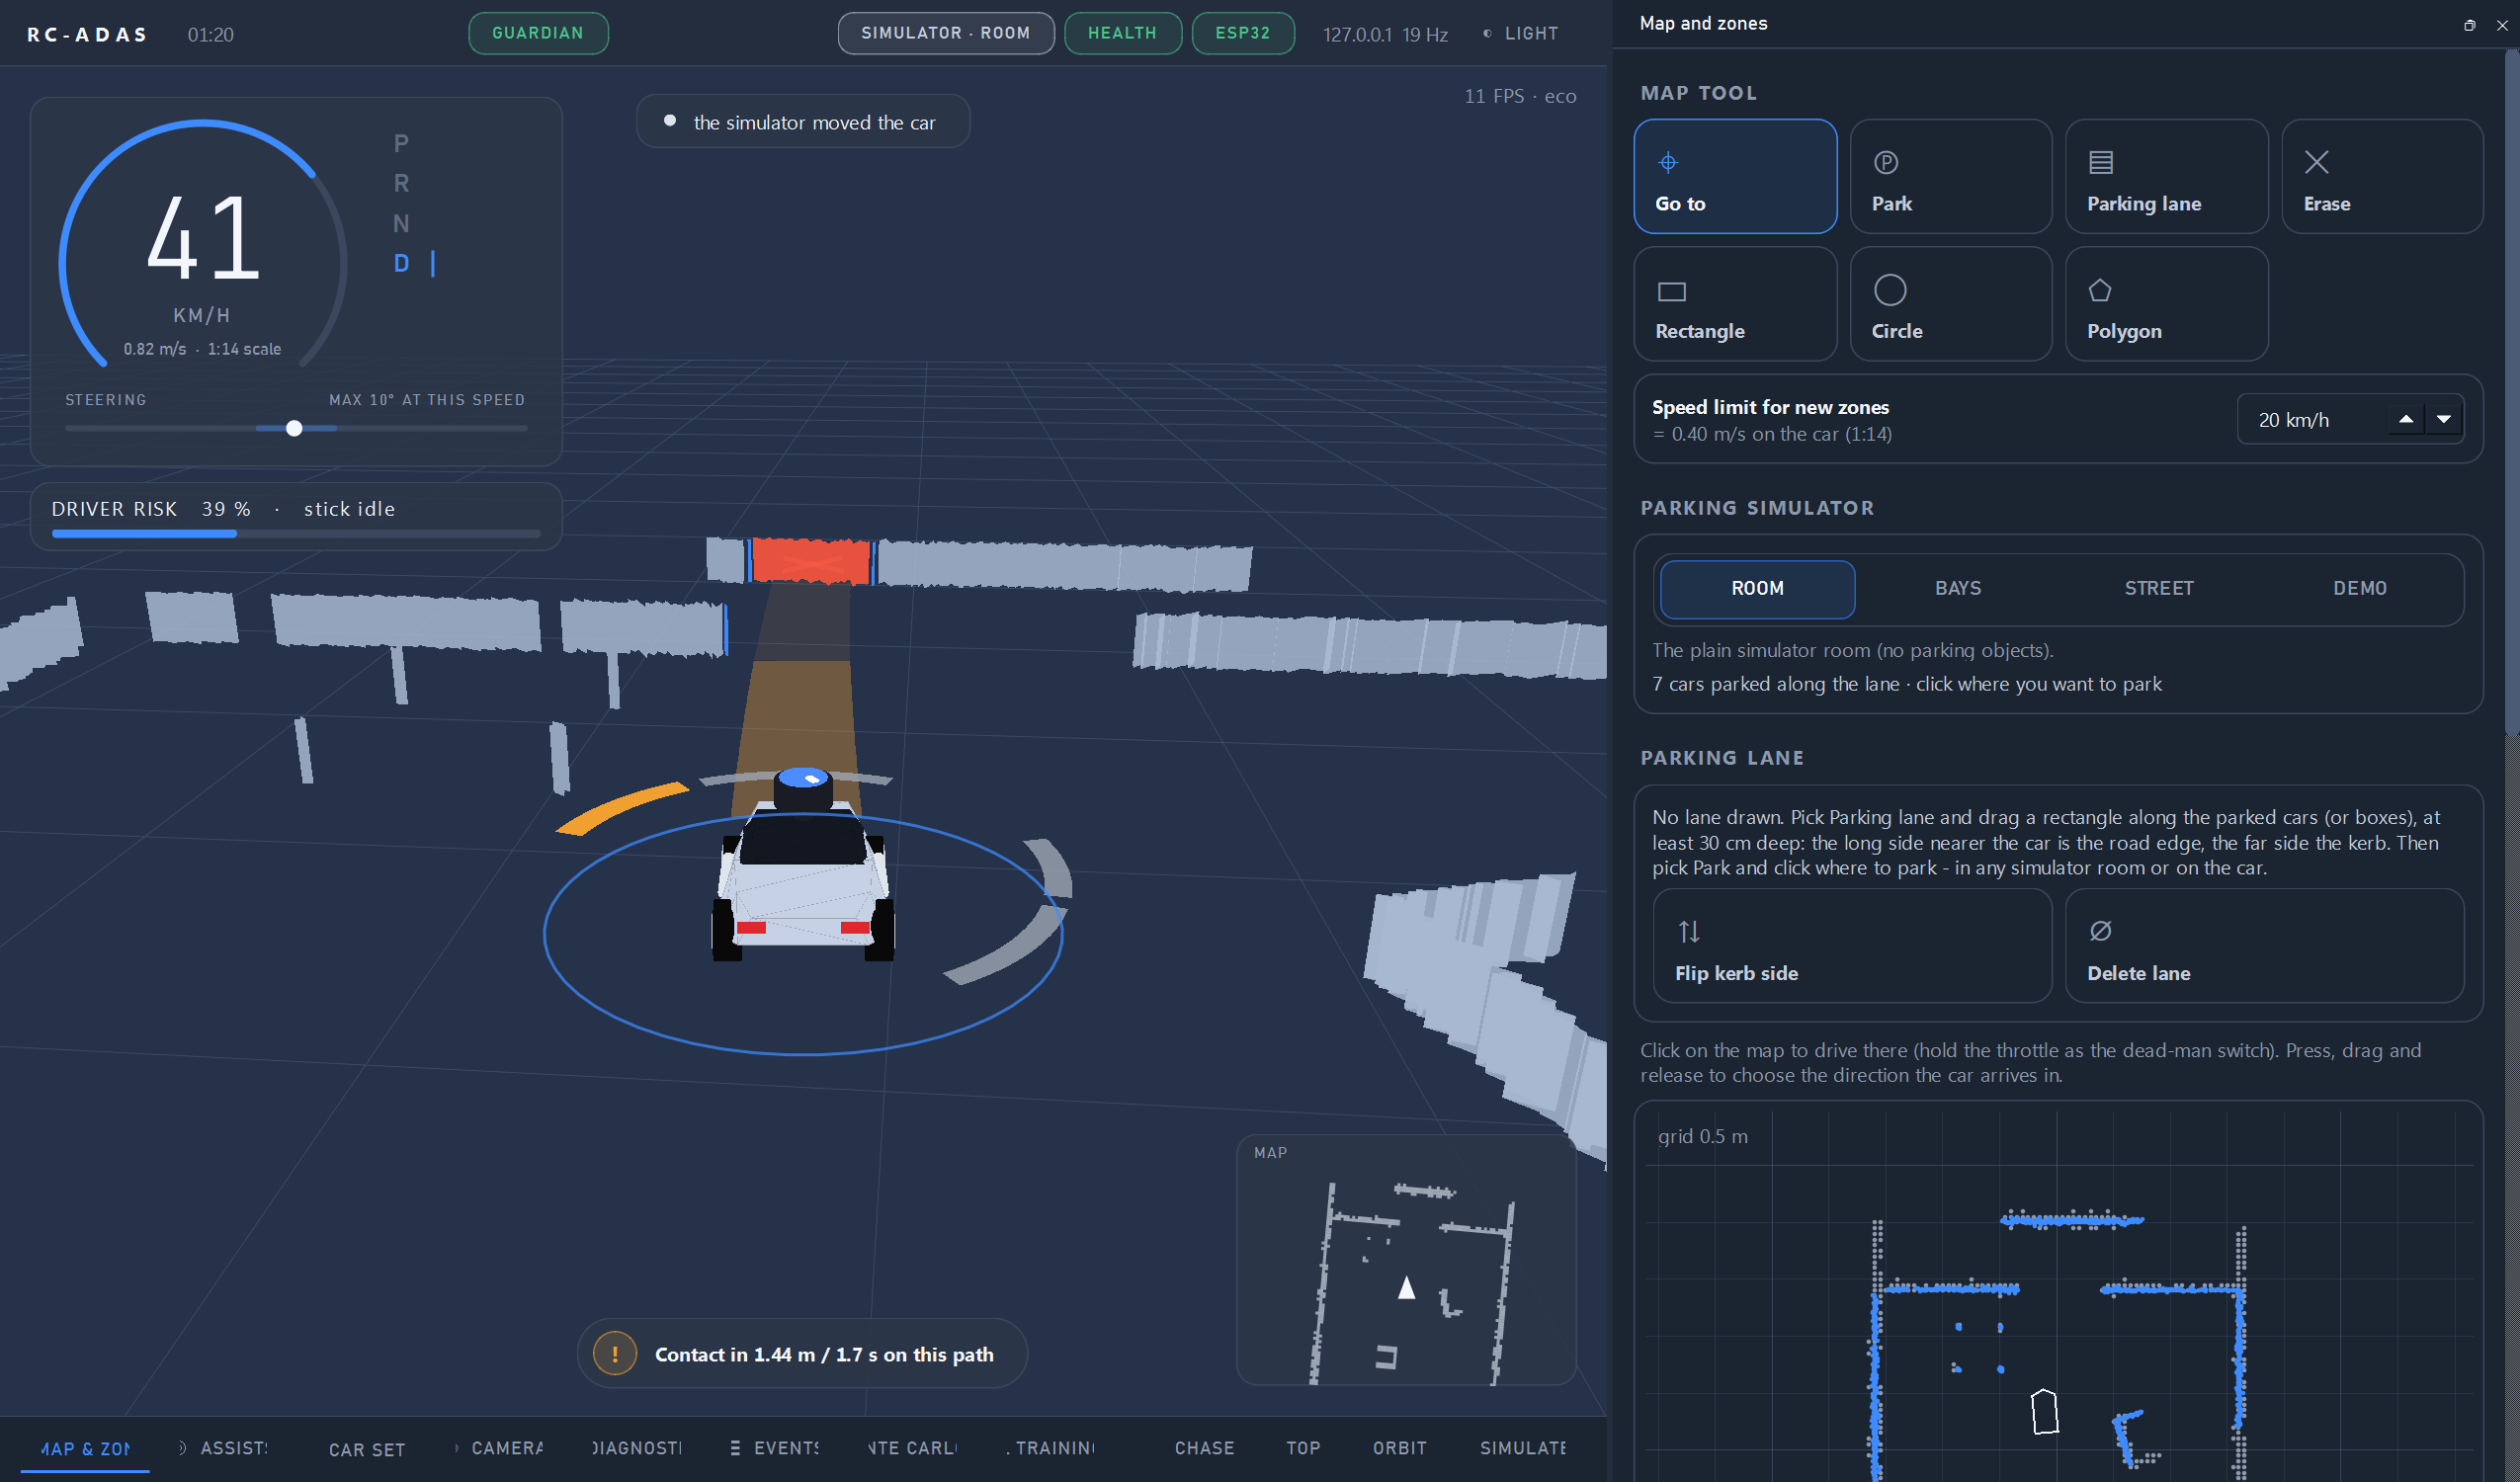 RC-ADAS 01:20 GUARDIAN SIMULATOR · ROOM HEALTH ESP32 127.0.0.1 19 Hz LIGHT
11 FPS · eco
the simulator moved the car
P
R
N
D
41
KM/H
0.82 m/s · 1:14 scale
STEERING MAX 10° AT THIS SPEED
DRIVER RISK 39 % · stick idle
Contact in 1.44 m / 1.7 s on this path
MAP
MAP & ZON ASSIST CAR SET CAMERA DIAGNOSTI EVENTS NTE CARL TRAININ CHASE TOP ORBIT SIMULATE
Map and zones
MAP TOOL
Go to Park Parking lane Erase
Rectangle Circle Polygon
Speed limit for new zones
= 0.40 m/s on the car (1:14)
20 km/h
PARKING SIMULATOR
ROOM BAYS STREET DEMO
The plain simulator room (no parking objects).
7 cars parked along the lane · click where you want to park
PARKING LANE
No lane drawn. Pick Parking lane and drag a rectangle along the parked cars (or boxes), at
least 30 cm deep: the long side nearer the car is the road edge, the far side the kerb. Then
pick Park and click where to park - in any simulator room or on the car.
Flip kerb side Delete lane
Click on the map to drive there (hold the throttle as the dead-man switch). Press, drag and
release to choose the direction the car arrives in.
grid 0.5 m